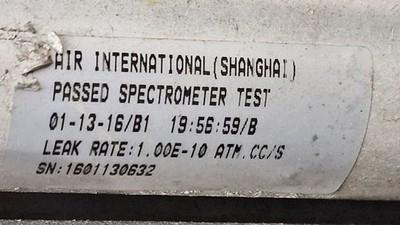 AIR INTERNATIONAL(SHANGHAI)
PASSED SPECTROMETER TEST
01-13-16/B1 19:56:59/B
LEAK RATE:1.00E-10 ATM.CC/S
SN:1601130632